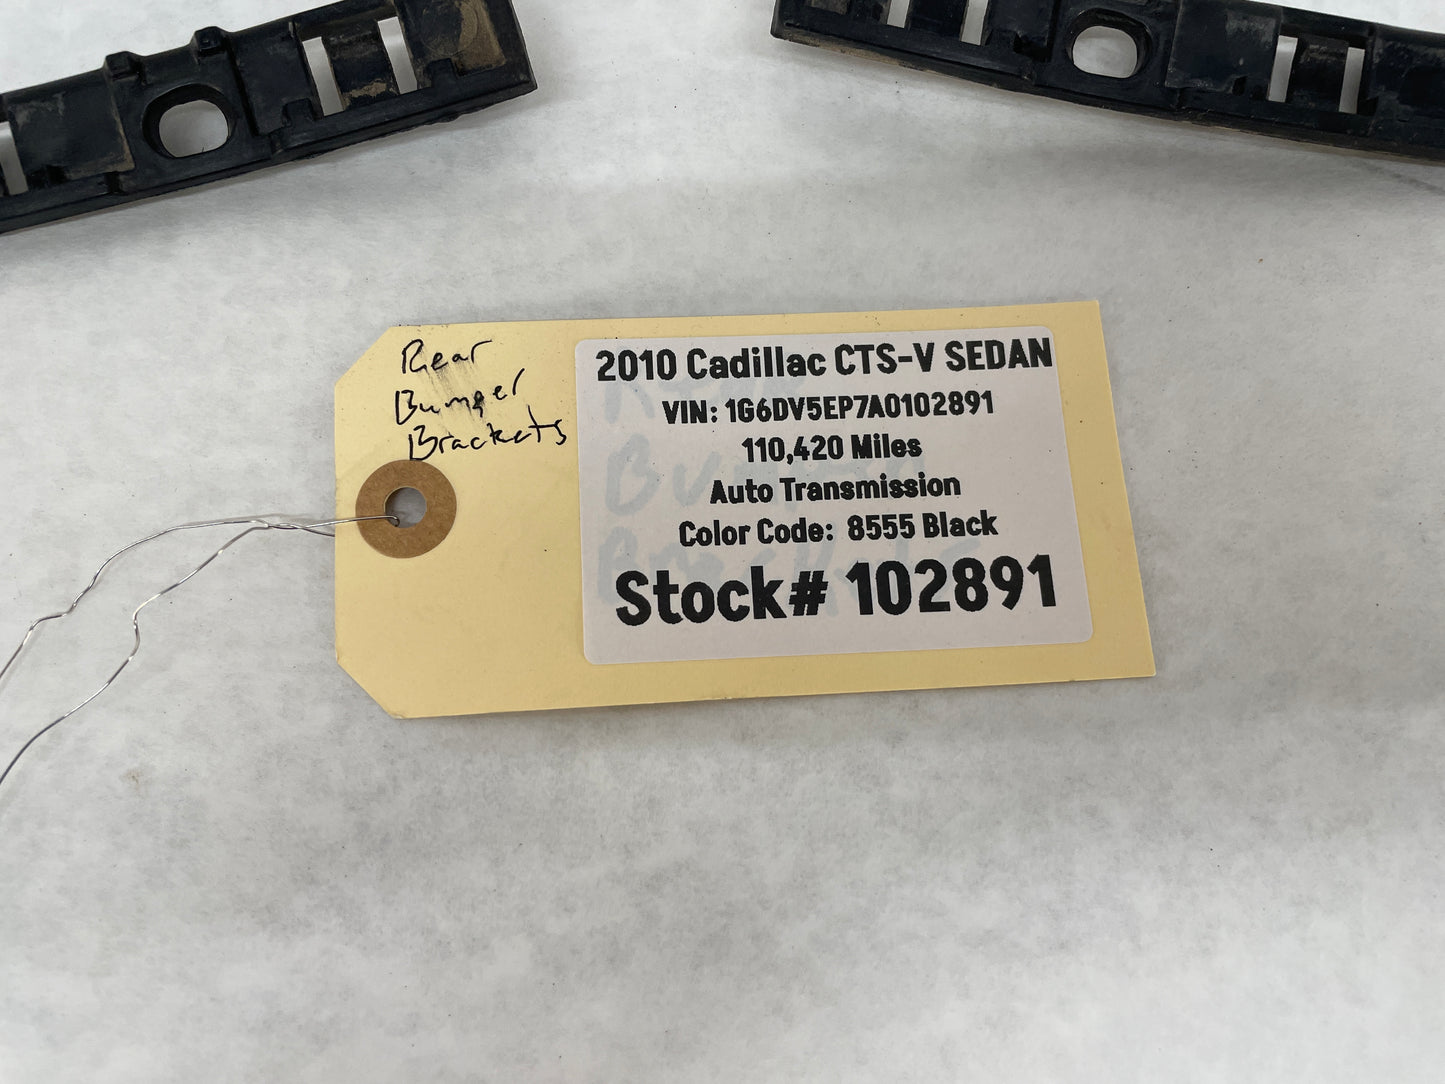 Rear
Bumper
Brackets
2010 Cadillac CTS-V SEDAN
VIN: 1G6DV5EP7A0102891
110,420 Miles
Auto Transmission
Color Code: 8555 Black
Stock# 102891